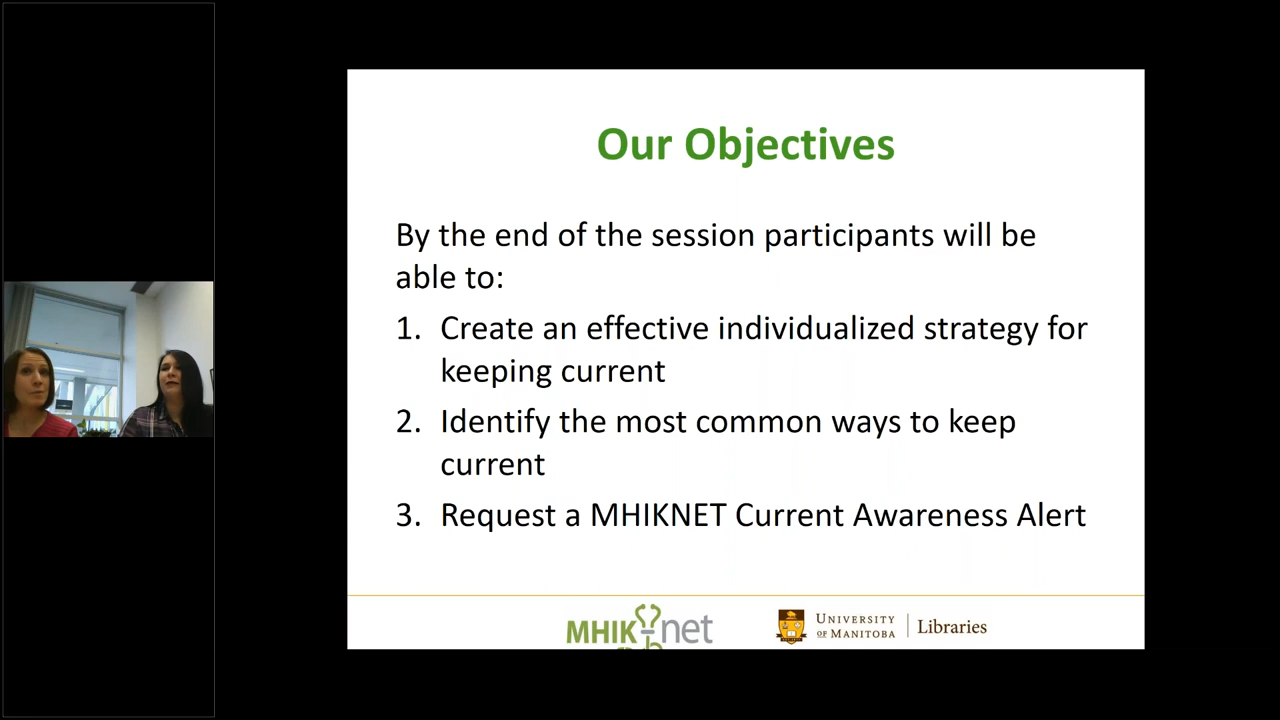 Our Objectives
By the end of the session participants will be
able to:
1. Create an effective individualized strategy for
keeping current
2. Identify the most common ways to keep
current
3. Request a MHIKNET Current Awareness Alert
MHIK net
UNIVERSITY
OF MANITOBA
Libraries